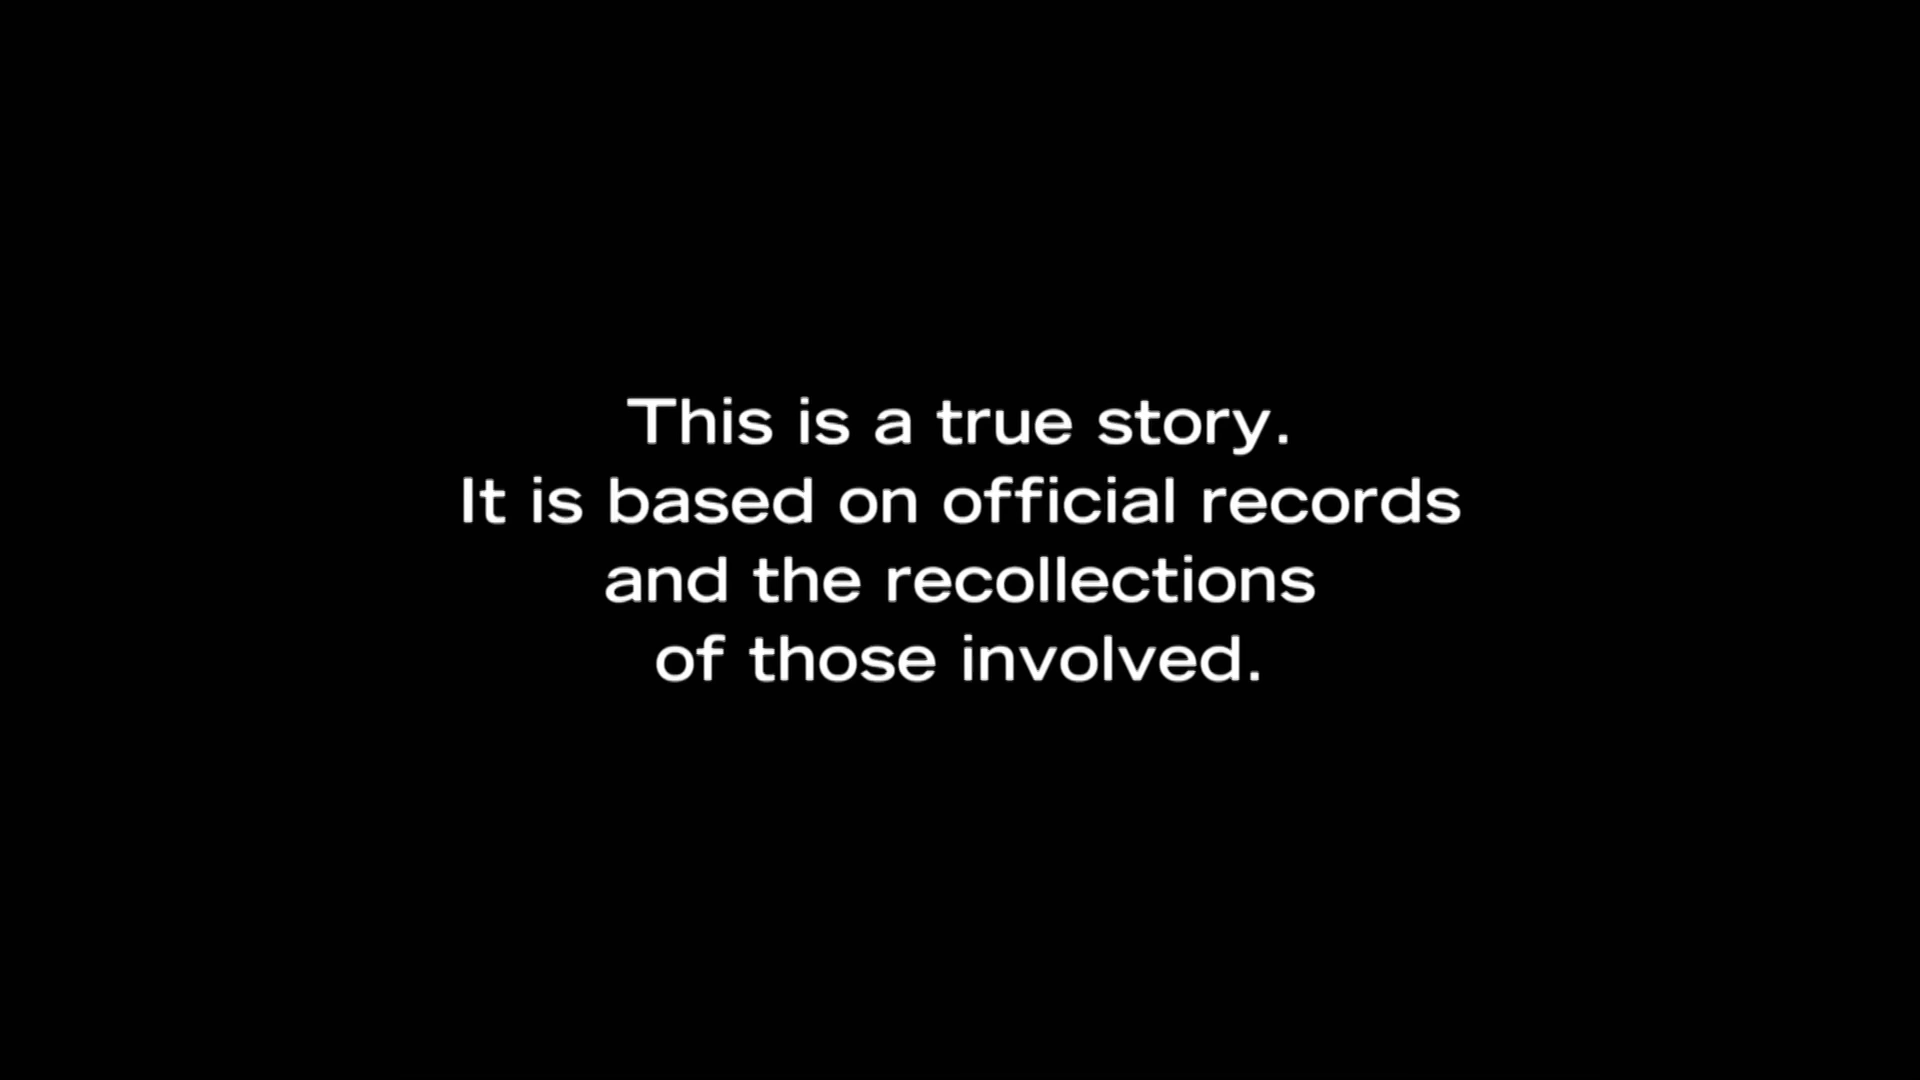 This is a true story.
It is based on official records
and the recollections
of those involved.